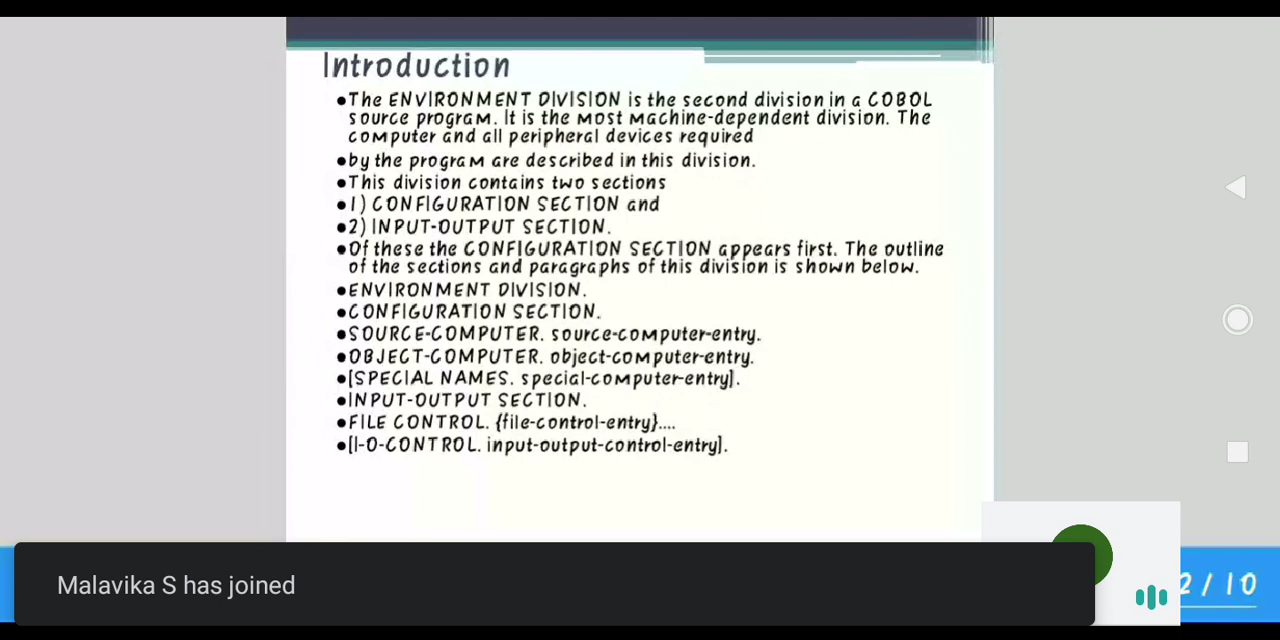 Introduction
•The ENVIRONMENT DIVISION is the second division in a COBOL
source program. It is the most machine-dependent division. The
computer and all peripheral devices required
•by the program are described in this division.
•This division contains two sections
•1) CONFIGURATION SECTION and
•2) INPUT-OUTPUT SECTION.
•Of these the CONFIGURATION SECTION appears first. The outline
of the sections and paragraphs of this division is shown below.
•ENVIRONMENT DIVISION.
•CONFIGURATION SECTION.
•SOURCE-COMPUTER. source-computer-entry.
•OBJECT-COMPUTER. object-computer-entry.
•[SPECIAL NAMES. special-computer-entry].
•INPUT-OUTPUT SECTION.
•FILE CONTROL. {file-control-entry}....
•[I-O-CONTROL. input-output-control-entry].
Malavika S has joined
2/10